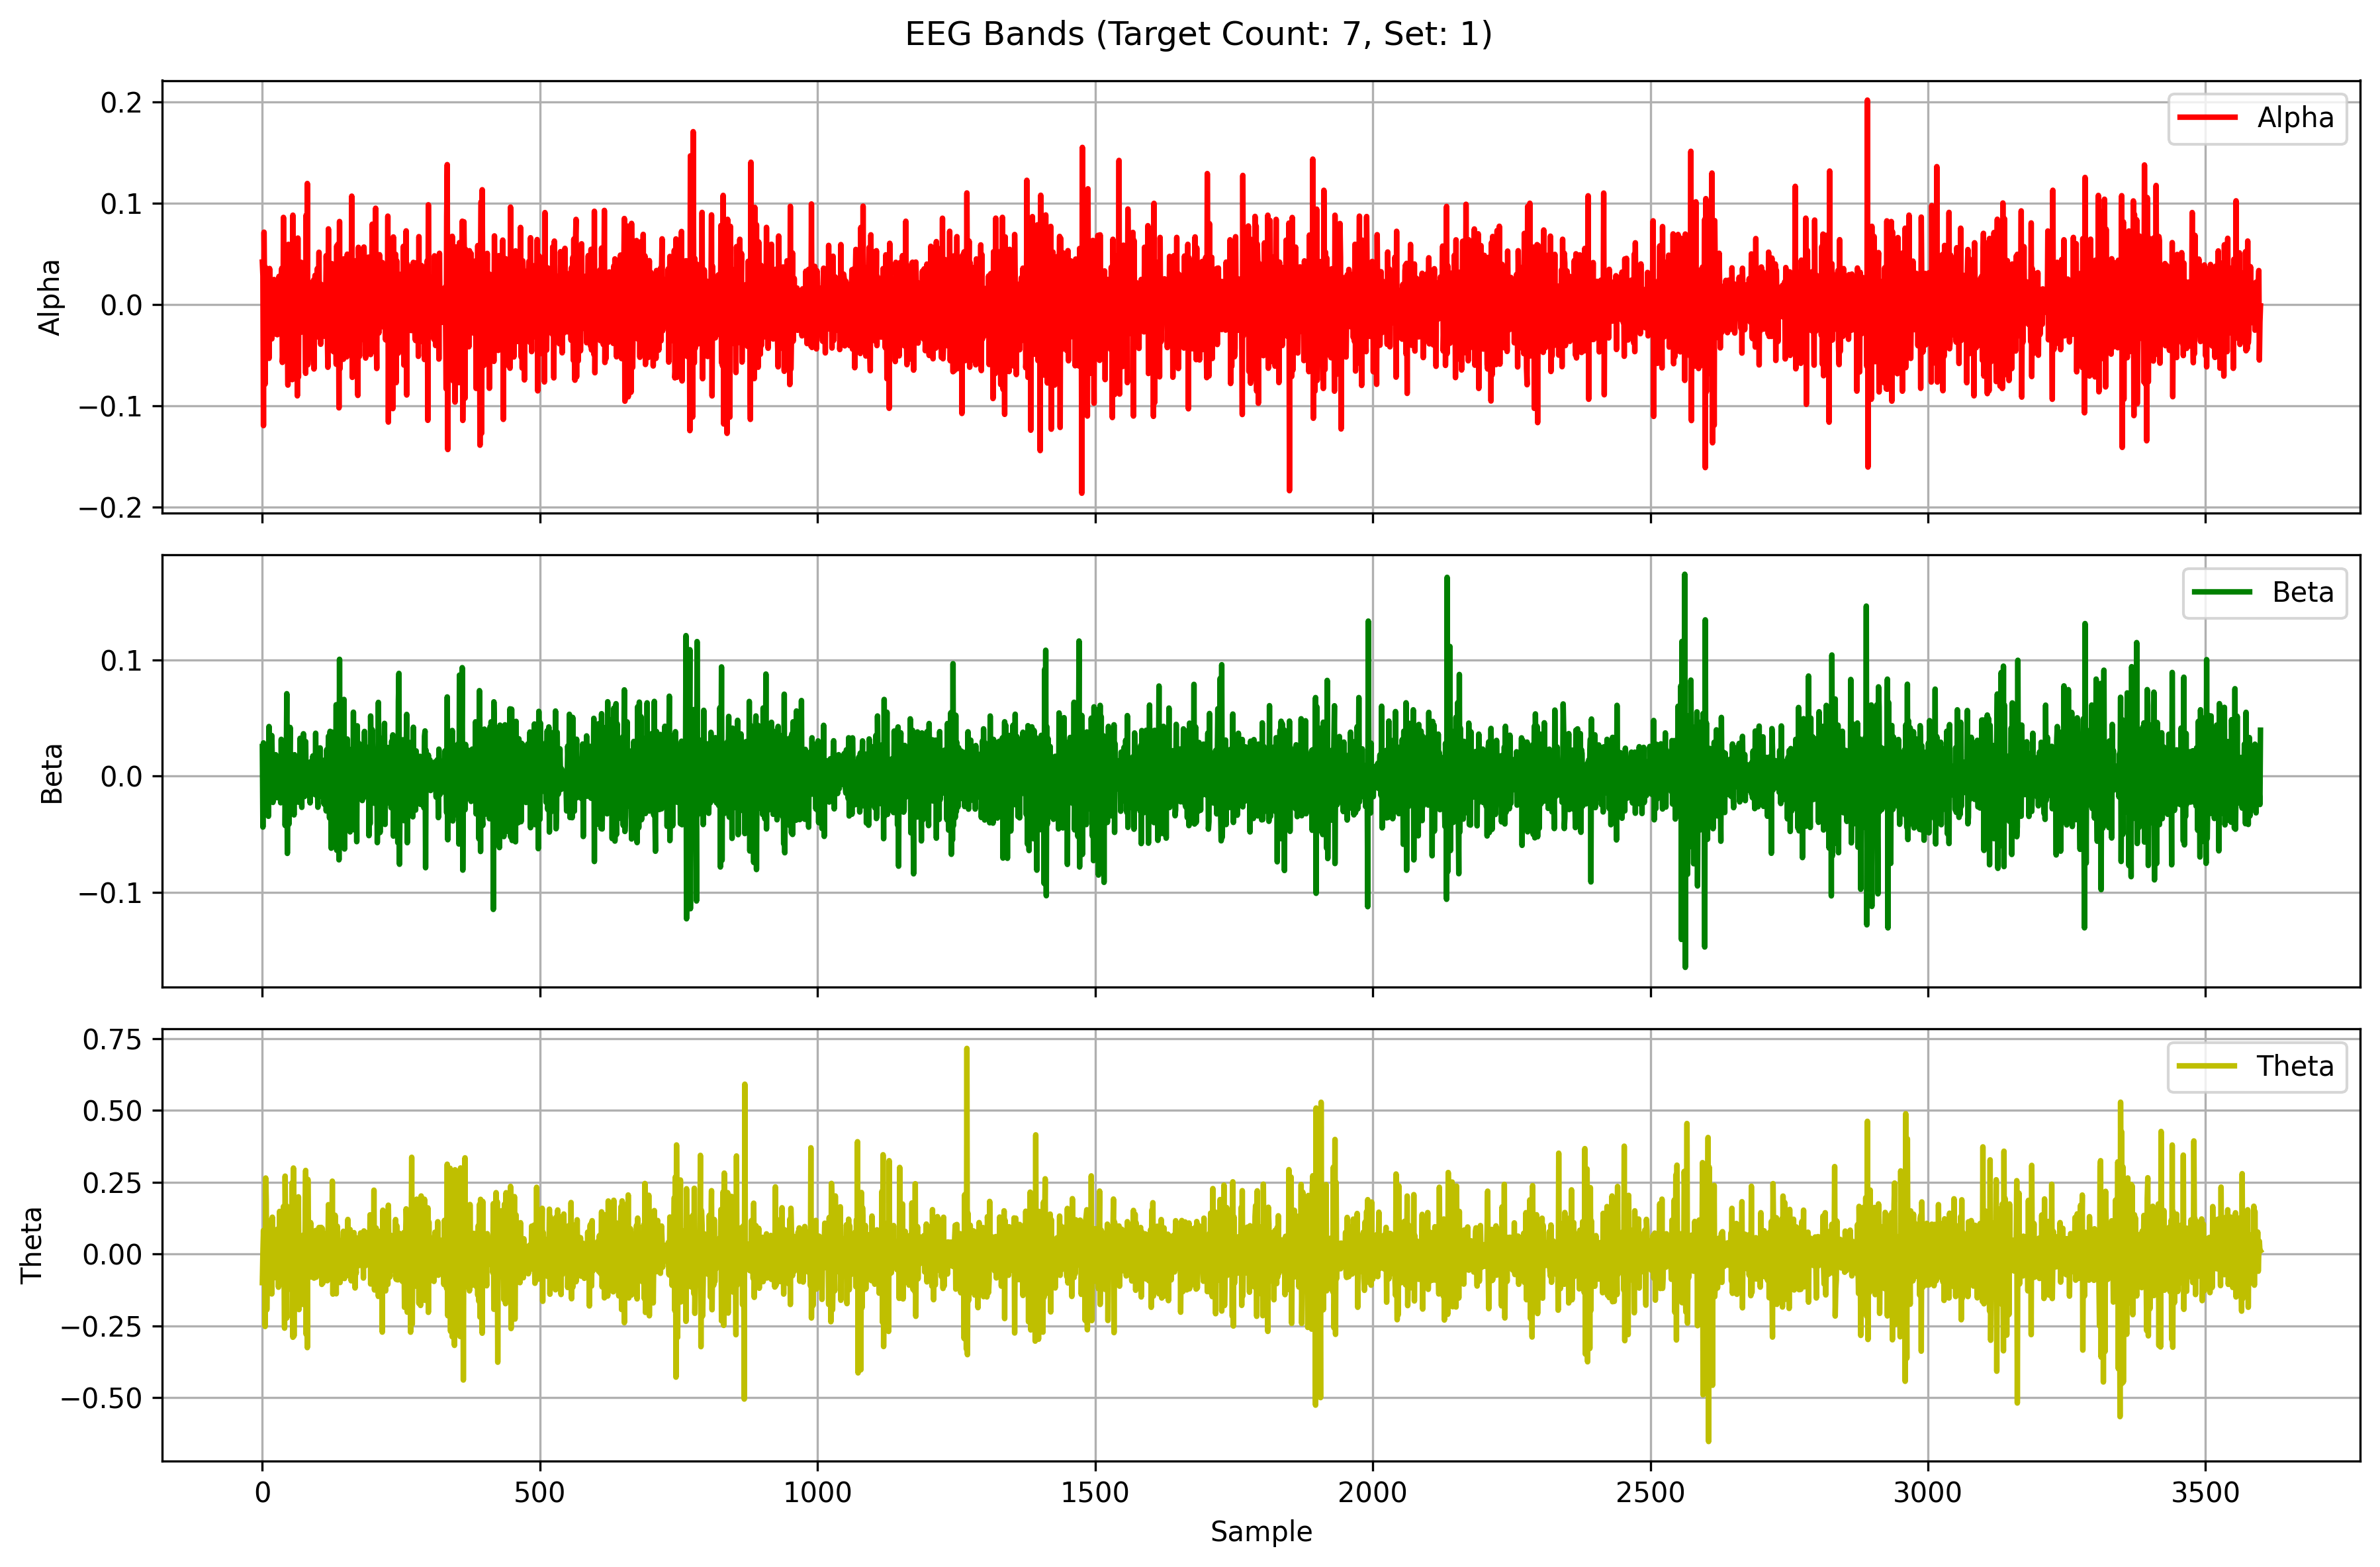 EEG Bands (Target Count: 7, Set: 1)
0.2
0.1
0.0
−0.1
−0.2
Alpha
Alpha
0.1
0.0
−0.1
Beta
Beta
0.75
0.50
0.25
0.00
−0.25
−0.50
Theta
Theta
0 500 1000 1500 2000 2500 3000 3500
Sample